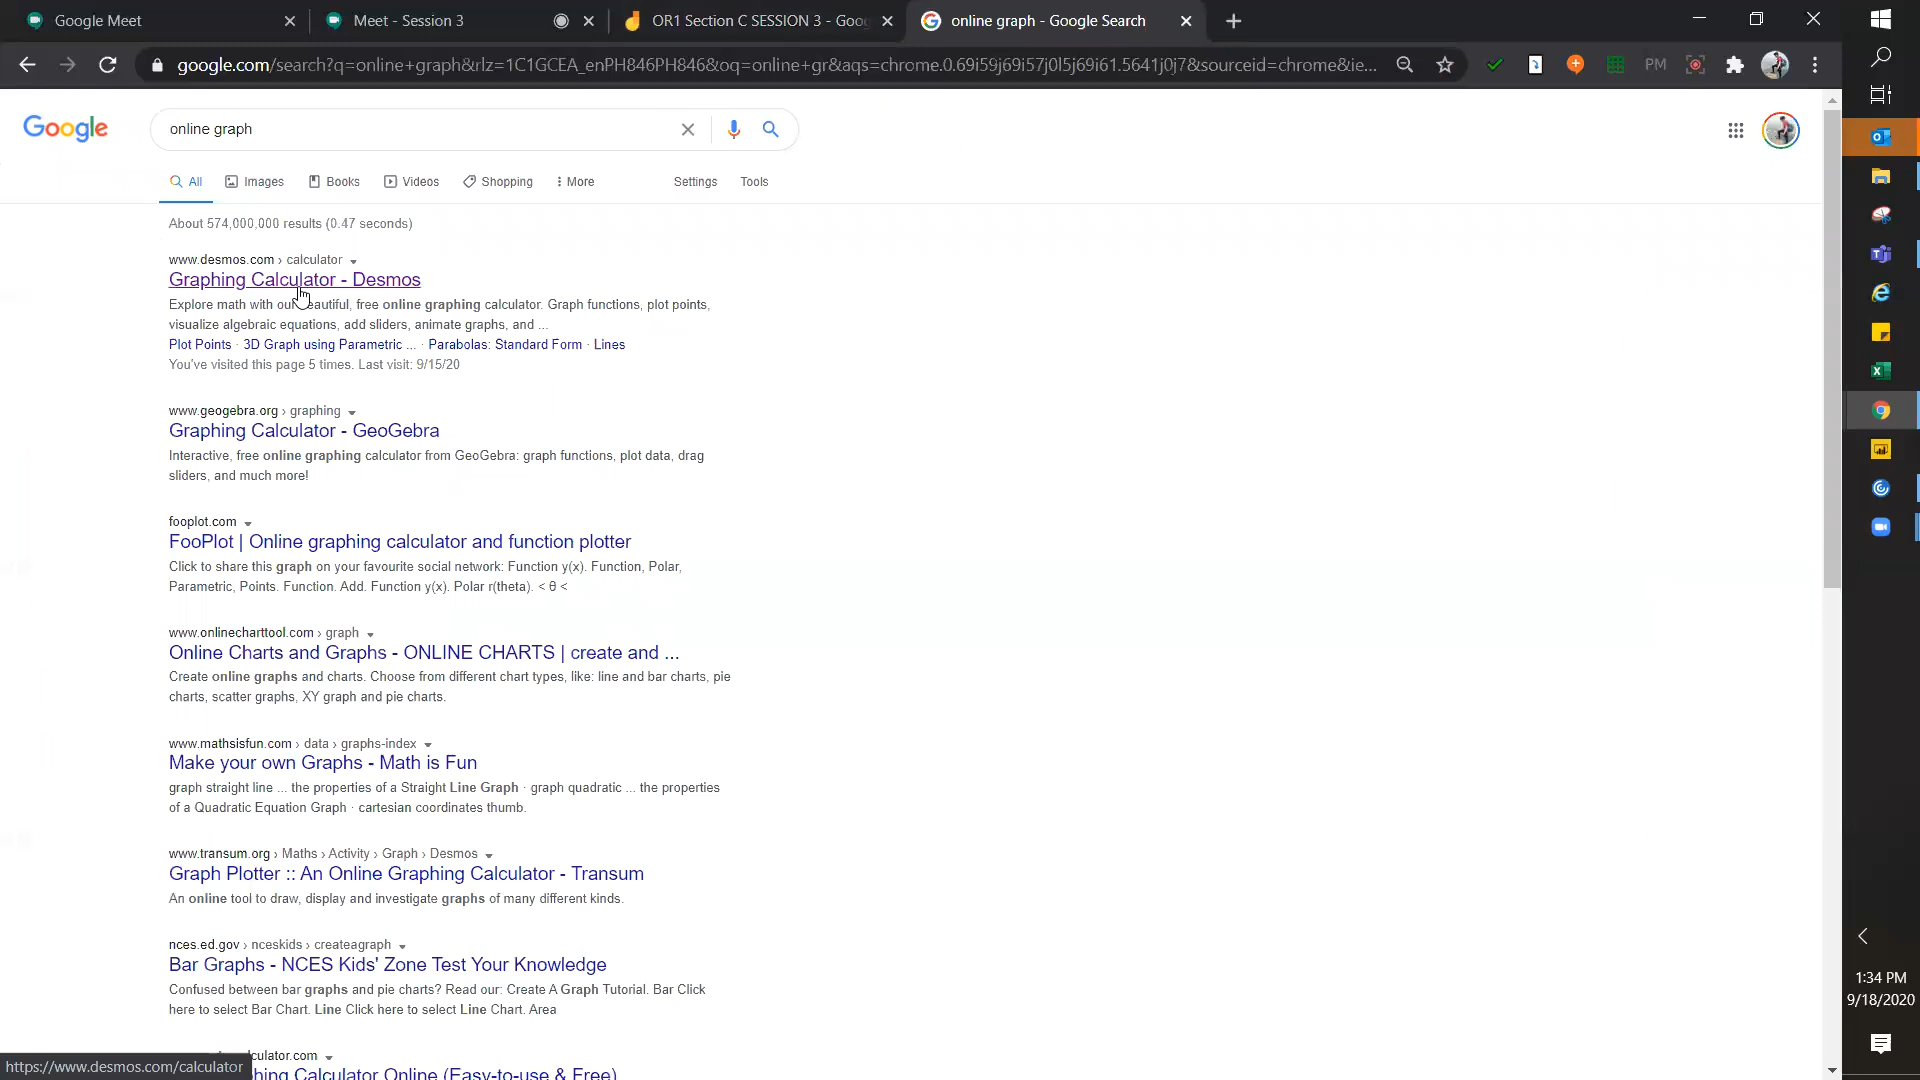 Google Meet
Meet - Session 3
OR1 Section C SESSION 3 - Goo
online graph - Google Search
google.com/search?q=online+graph&rlz=1C1GCEA_enPH846PH846&oq=online+gr&aqs=chrome.0.69i59j69i57j0l5j69i61.5641j0j7&sourceid=chrome&ie...
PM
Google
online graph
All
Images
Books
Videos
Shopping
More
Settings
Tools
About 574,000,000 results (0.47 seconds)
www.desmos.com › calculator
Graphing Calculator - Desmos
Explore math with our beautiful, free online graphing calculator. Graph functions, plot points,
visualize algebraic equations, add sliders, animate graphs, and ...
Plot Points · 3D Graph using Parametric ... · Parabolas: Standard Form · Lines
You've visited this page 5 times. Last visit: 9/15/20
www.geogebra.org › graphing
Graphing Calculator - GeoGebra
Interactive, free online graphing calculator from GeoGebra: graph functions, plot data, drag
sliders, and much more!
fooplot.com
FooPlot | Online graphing calculator and function plotter
Click to share this graph on your favourite social network: Function y(x). Function, Polar,
Parametric, Points. Function. Add. Function y(x). Polar r(theta). < θ <
www.onlinecharttool.com › graph
Online Charts and Graphs - ONLINE CHARTS | create and ...
Create online graphs and charts. Choose from different chart types, like: line and bar charts, pie
charts, scatter graphs, XY graph and pie charts.
www.mathsisfun.com › data › graphs-index
Make your own Graphs - Math is Fun
graph straight line ... the properties of a Straight Line Graph · graph quadratic ... the properties
of a Quadratic Equation Graph · cartesian coordinates thumb.
www.transum.org › Maths › Activity › Graph › Desmos
Graph Plotter :: An Online Graphing Calculator - Transum
An online tool to draw, display and investigate graphs of many different kinds.
nces.ed.gov › nceskids › createagraph
Bar Graphs - NCES Kids' Zone Test Your Knowledge
Confused between bar graphs and pie charts? Read our: Create A Graph Tutorial. Bar Click
here to select Bar Chart. Line Click here to select Line Chart. Area
culator.com
hing Calculator Online (Easy-to-use & Free)
https://www.desmos.com/calculator
1:34 PM
9/18/2020